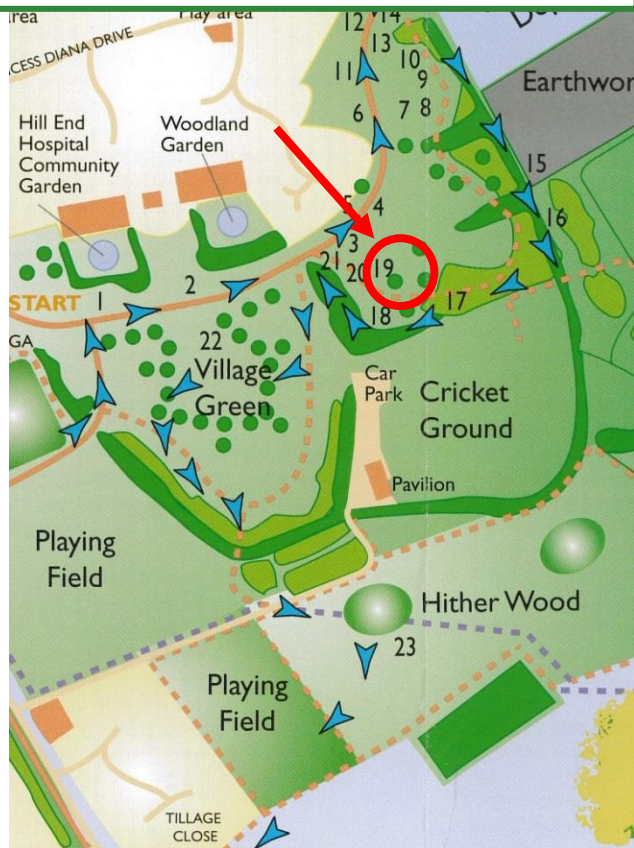 Play area
12
14
13
10
11
9
6
7
8
Hill End
Hospital
Community
Garden
Woodland
Garden
15
16
5
4
3
21
20
19
17
18
START
1
2
22
Village
Green
Car
Park
Cricket
Ground
Pavilion
Playing
Field
Hither Wood
23
Playing
Field
TILLAGE
CLOSE